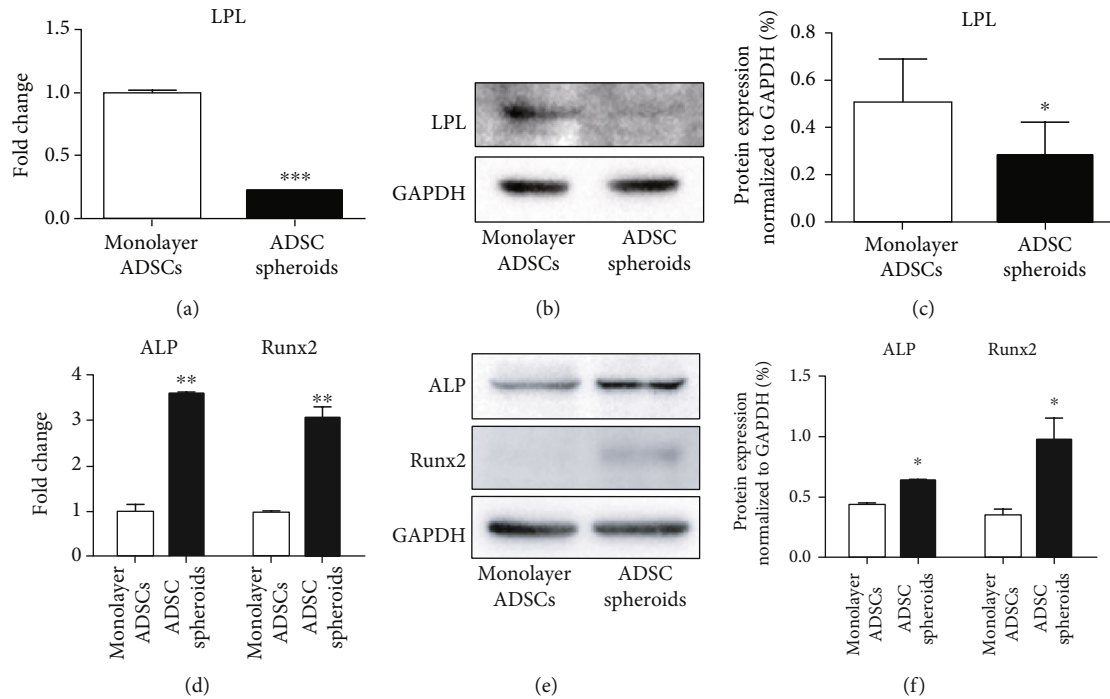 LPL
Fold change
1.5
1.0
0.5
0.0
***
Monolayer
ADSCs
ADSC
spheroids
(a)
LPL
GAPDH
Monolayer
ADSCs
ADSC
spheroids
(b)
LPL
Protein expression
normalized to GAPDH (%)
0.8
0.6
0.4
0.2
0.0
*
Monolayer
ADSCs
ADSC
spheroids
(c)
ALP
Runx2
Fold change
4
3
2
1
0
**
**
Monolayer
ADSCs
ADSC
spheroids
Monolayer
ADSCs
ADSC
spheroids
(d)
ALP
Runx2
GAPDH
Monolayer
ADSCs
ADSC
spheroids
(e)
ALP
Runx2
Protein expression
normalized to GAPDH (%)
1.5
1.0
0.5
0.0
*
*
Monolayer
ADSCs
ADSC
spheroids
Monolayer
ADSCs
ADSC
spheroids
(f)